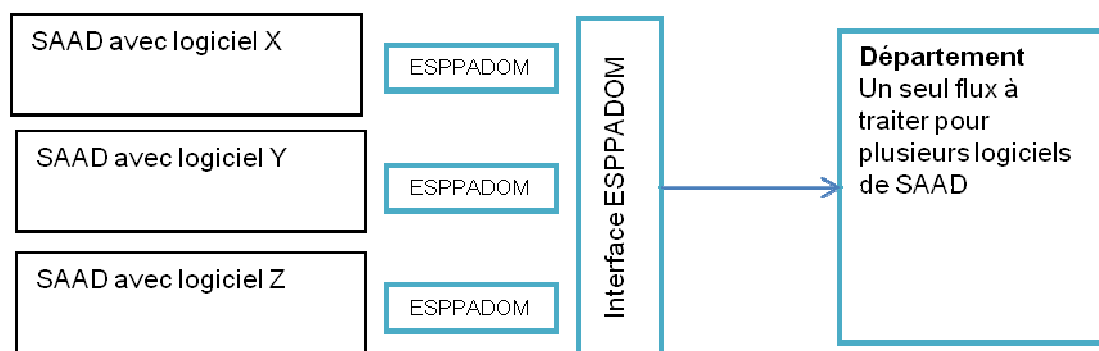 SAAD avec logiciel X
ESPPADOM
SAAD avec logiciel Y
ESPPADOM
SAAD avec logiciel Z
ESPPADOM
Interface ESPPADOM
Département
Un seul flux à
traiter pour
plusieurs logiciels
de SAAD